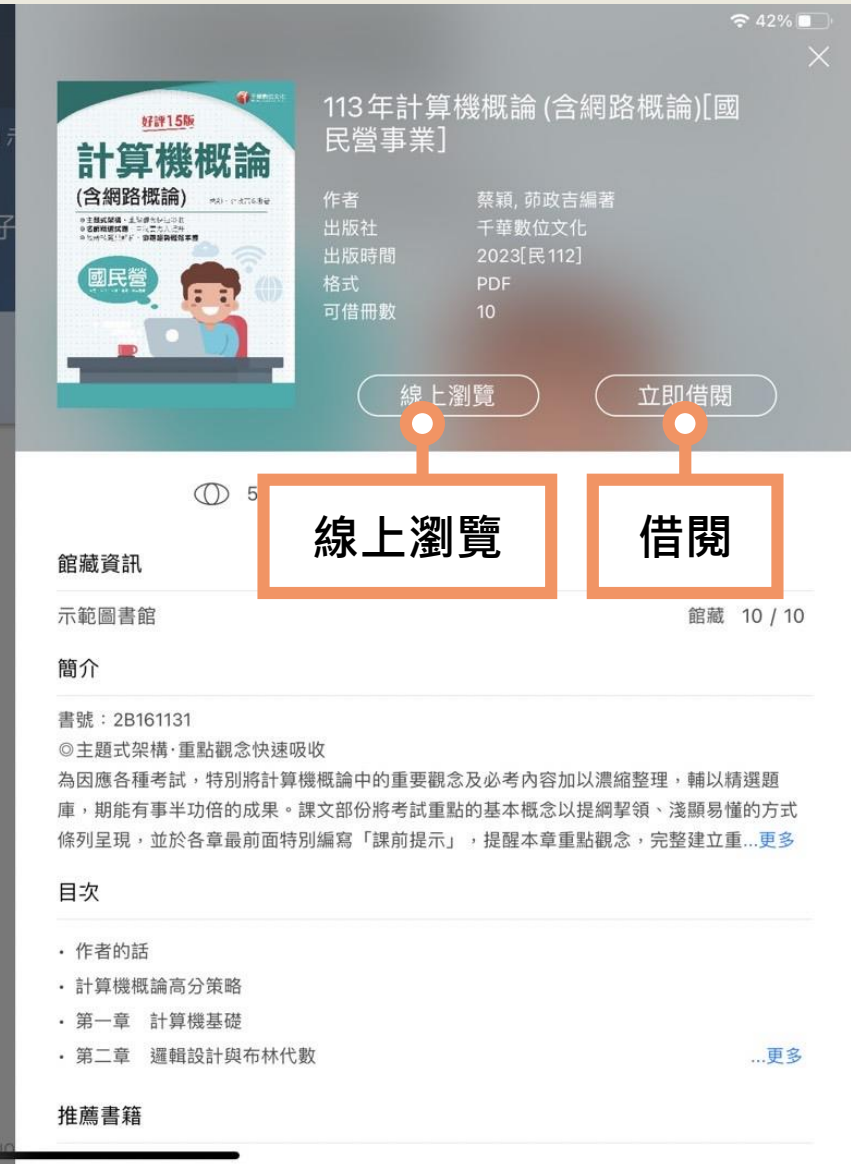 42%
好評15版
計算機概論
(含網路概論)
國民營
113年計算機概論 (含網路概論)[國
民營事業]
作者 蔡穎, 茆政吉編著
出版社 千華數位文化
出版時間 2023[民112]
格式 PDF
可借冊數 10
線上瀏覽 立即借閱
5
線上瀏覽 借閱
館藏資訊
示範圖書館 館藏 10 / 10
簡介
書號：2B161131
◎主題式架構·重點觀念快速吸收
為因應各種考試，特別將計算機概論中的重要觀念及必考內容加以濃縮整理，輔以精選題
庫，期能有事半功倍的成果。課文部份將考試重點的基本概念以提綱挈領、淺顯易懂的方式
條列呈現，並於各章最前面特別編寫「課前提示」，提醒本章重點觀念，完整建立重...更多
目次
• 作者的話
• 計算機概論高分策略
• 第一章 計算機基礎
• 第二章 邏輯設計與布林代數 ...更多
推薦書籍